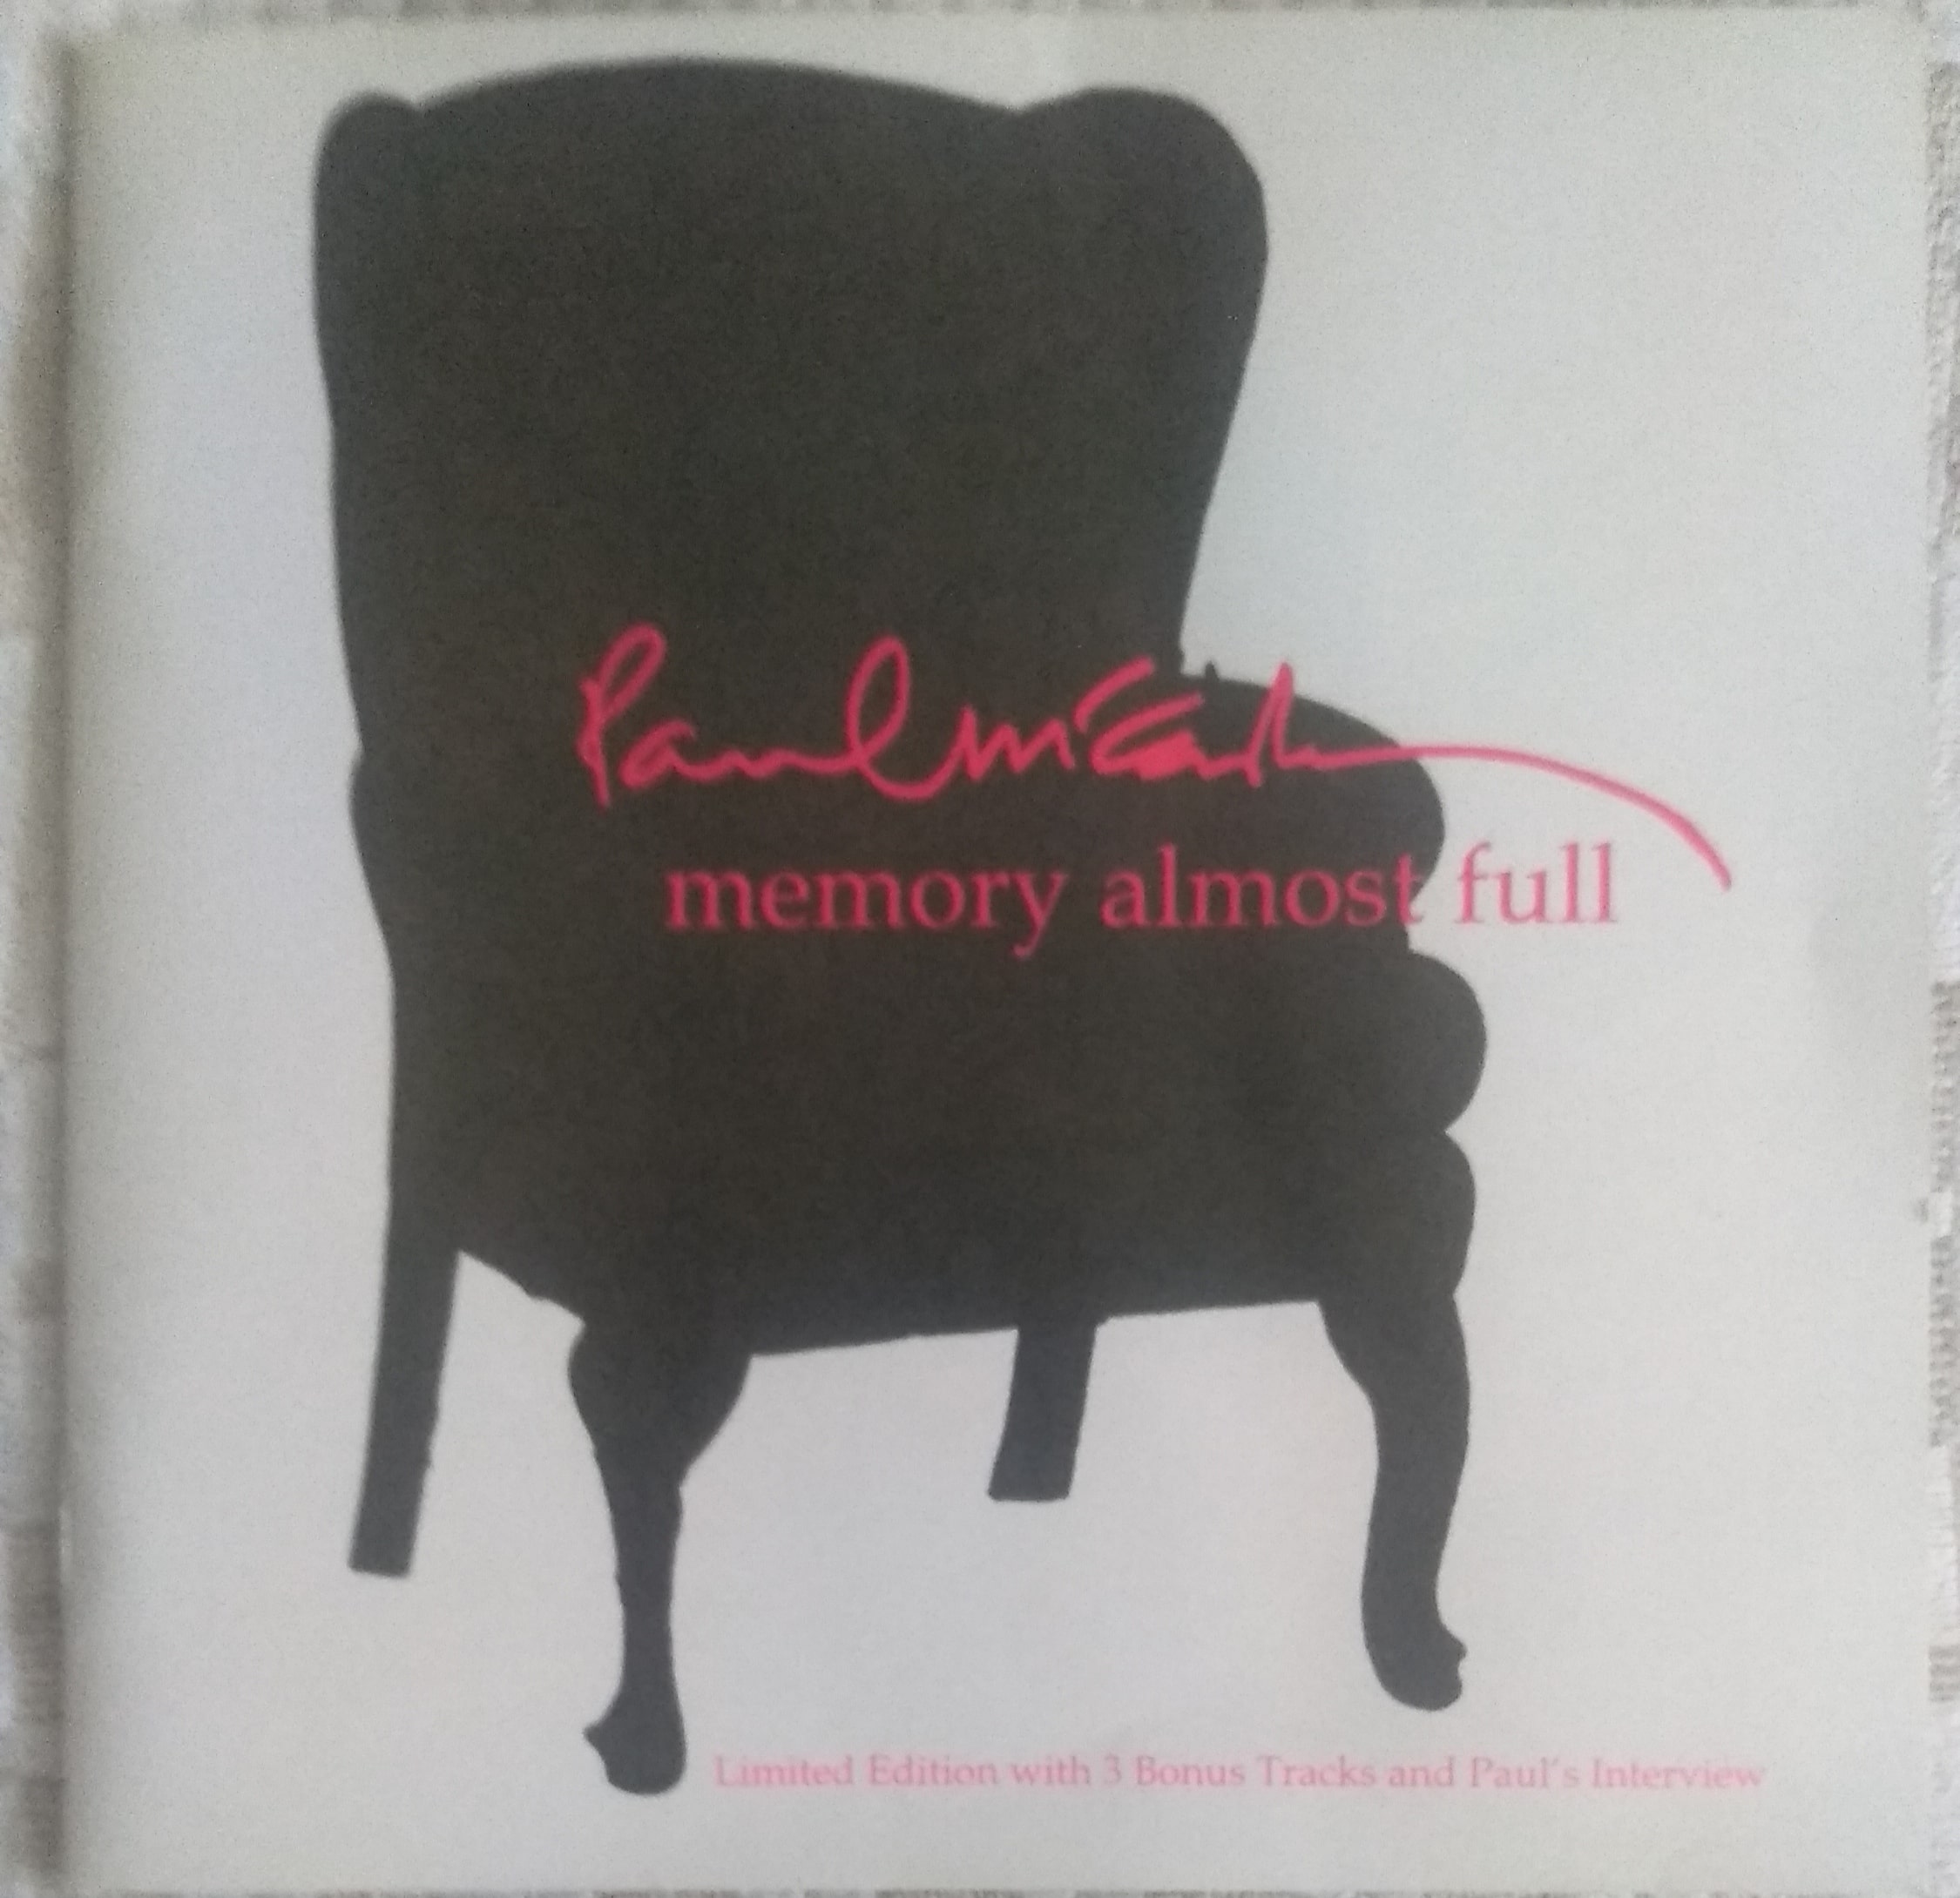 Paul McCartney
memory almost full
Limited Edition with 3 Bonus Tracks and Paul's Interview